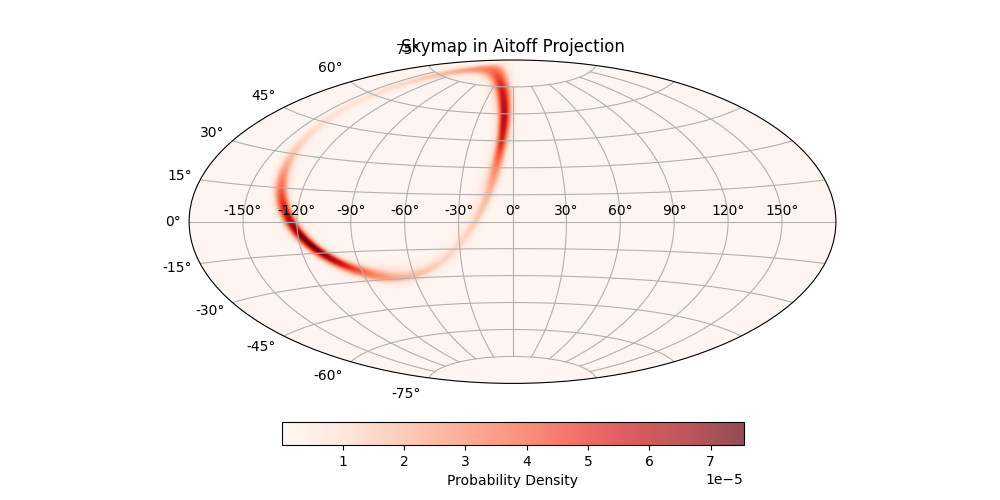 75°
Skymap in Aitoff Projection
60°
45°
30°
15°
-150° -120° -90° -60° -30° 0° 30° 60° 90° 120° 150°
0°
-15°
-30°
-45°
-60°
-75°
1 2 3 4 5 6 7
1e−5
Probability Density